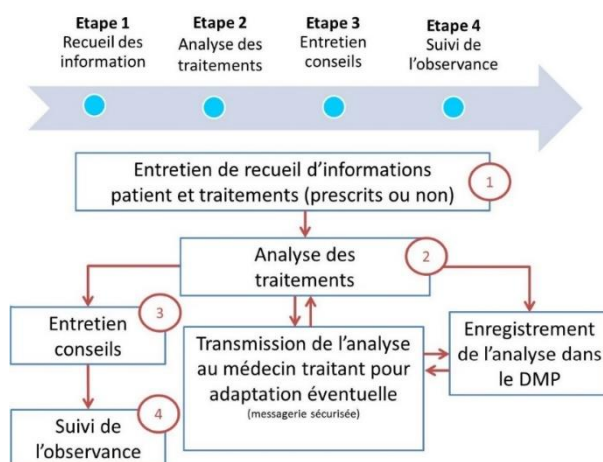 Etape 1
Recueil des
information
Etape 2
Analyse des
traitements
Etape 3
Entretien
conseils
Etape 4
Suivi de
l'observance
Entretien de recueil d'informations
patient et traitements (prescrits ou non)
1
Analyse des
traitements
2
Entretien
conseils
3
Transmission de l'analyse
au médecin traitant pour
adaptation éventuelle
(messagerie sécurisée)
Enregistrement
de l'analyse dans
le DMP
Suivi de
l'observance
4